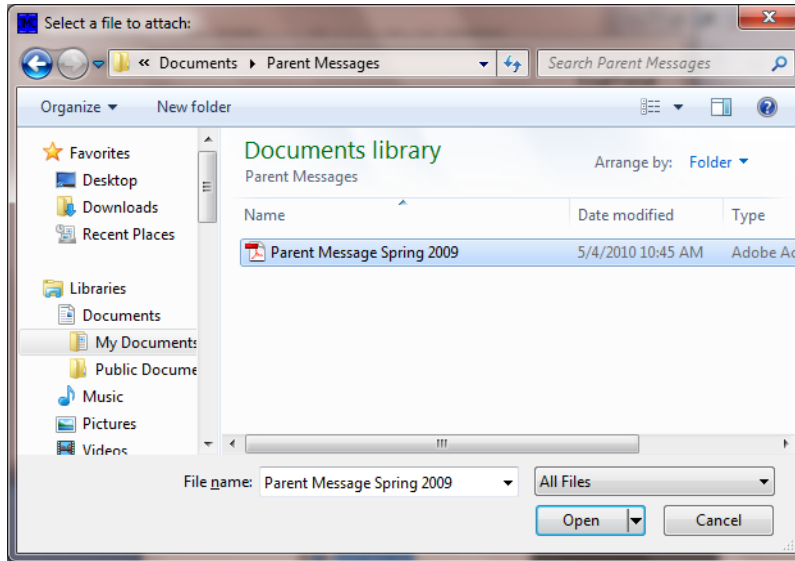 Select a file to attach:
« Documents Parent Messages
Search Parent Messages
Organize New folder
Favorites
Desktop
Downloads
Recent Places
Libraries
Documents
My Documents
Public Docume
Music
Pictures
Videos
Documents library
Parent Messages
Arrange by: Folder
Name Date modified Type
Parent Message Spring 2009 5/4/2010 10:45 AM Adobe Ac
File name: Parent Message Spring 2009 All Files
Open Cancel